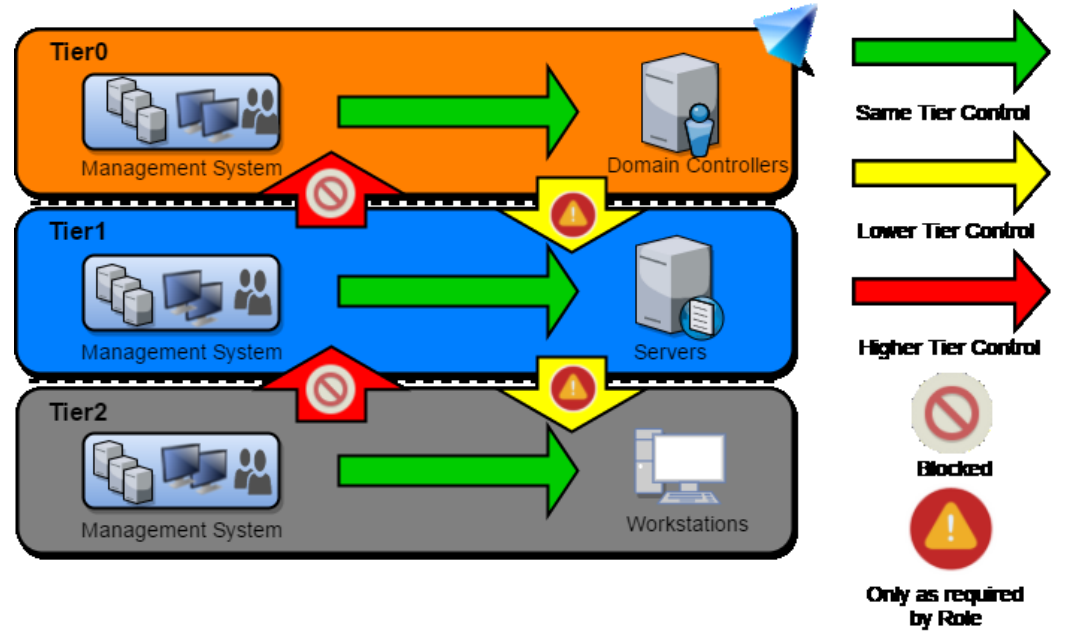 Tier0
Management System
Domain Controllers
Tier1
Management System
Servers
Tier2
Management System
Workstations
Same Tier Control
Lower Tier Control
Higher Tier Control
Blocked
Only as required
by Role